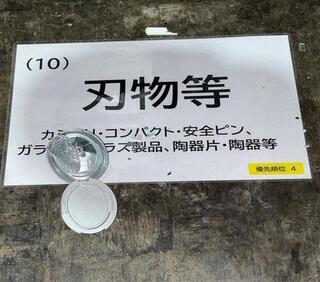 （10）
刃物等
カミソリ・コンパクト・安全ピン、
ガラス製品、陶器片・陶器等
優先順位 4